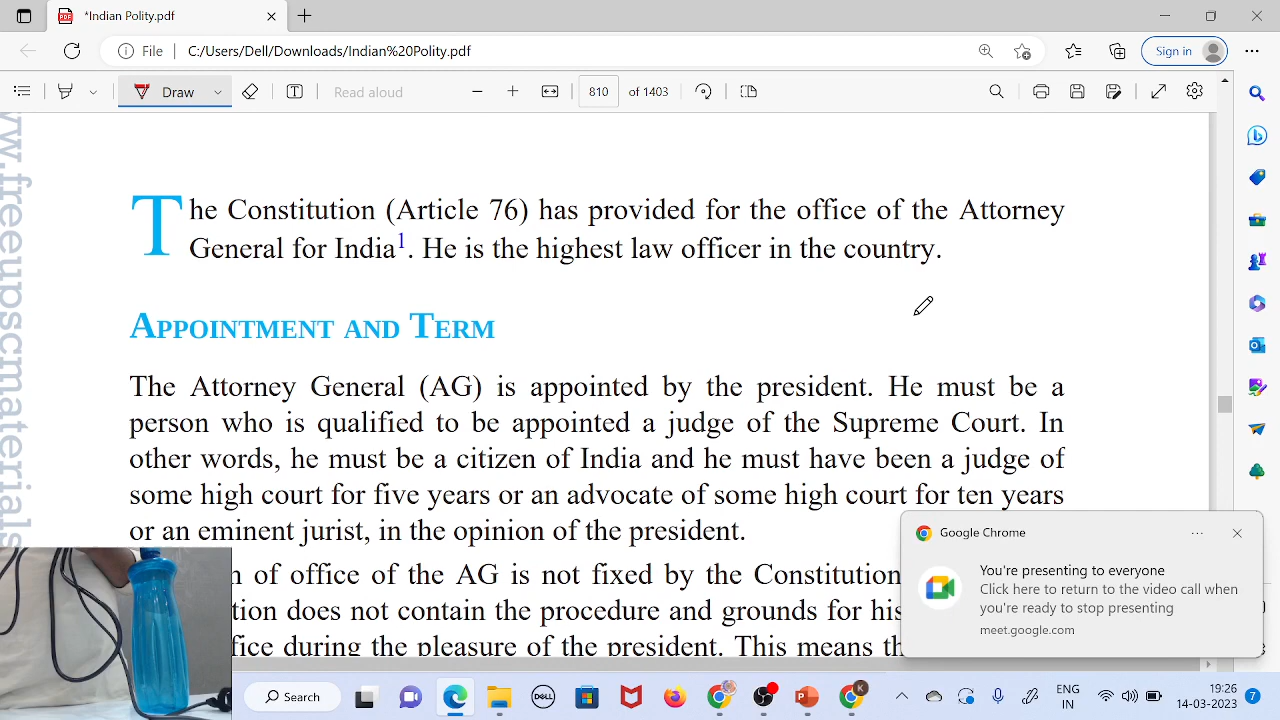 *Indian Polity.pdf
File C:/Users/Dell/Downloads/Indian%20Polity.pdf Sign in
Draw Read aloud 810 of 1403
The Constitution (Article 76) has provided for the office of the Attorney
General for India1. He is the highest law officer in the country.
APPOINTMENT AND TERM
The Attorney General (AG) is appointed by the president. He must be a
person who is qualified to be appointed a judge of the Supreme Court. In
other words, he must be a citizen of India and he must have been a judge of
some high court for five years or an advocate of some high court for ten years
or an eminent jurist, in the opinion of the president.
of office of the AG is not fixed by the Constitution
does not contain the procedure and grounds for his
during the pleasure of the president. This means
Google Chrome
You're presenting to everyone
Click here to return to the video call when
you're ready to stop presenting
meet.google.com
Search DELL ENG
IN 19:26
14-03-2023 7